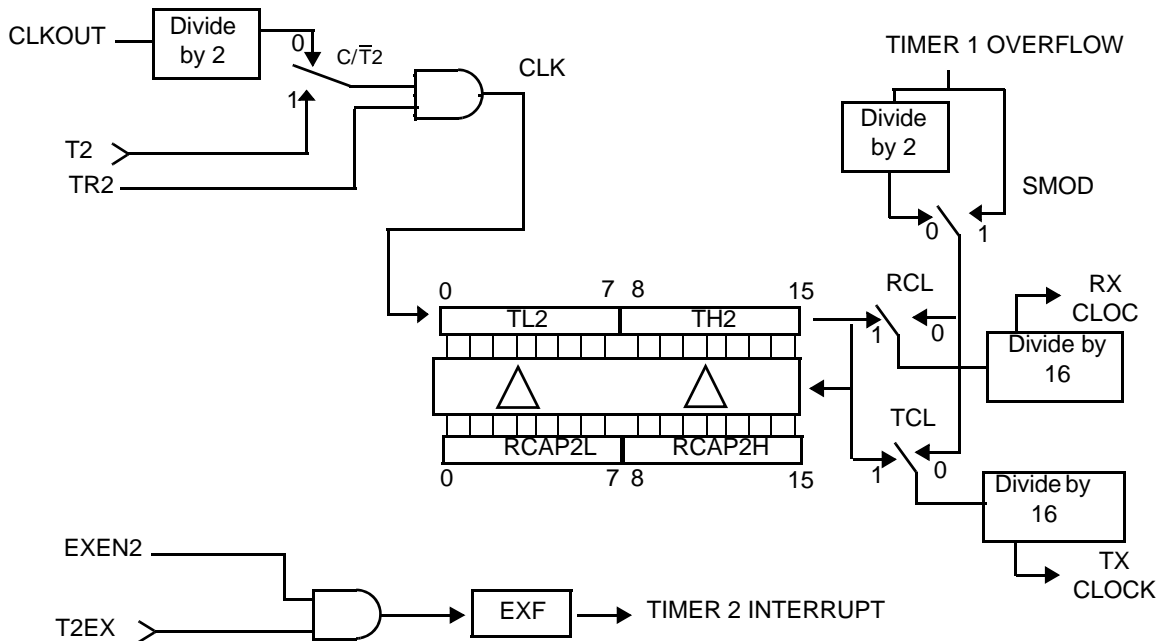 CLKOUT
Divide
by 2
0
C/T̅2
1
CLK
T2
TR2
TIMER 1 OVERFLOW
Divide
by 2
SMOD
0
1
0
7
8
15
TL2
TH2
RCL
1
0
RX
CLOC
Divide by
16
RCAP2L
RCAP2H
0
7
8
15
TCL
1
0
Divide by
16
TX
CLOCK
EXEN2
T2EX
EXF
TIMER 2 INTERRUPT